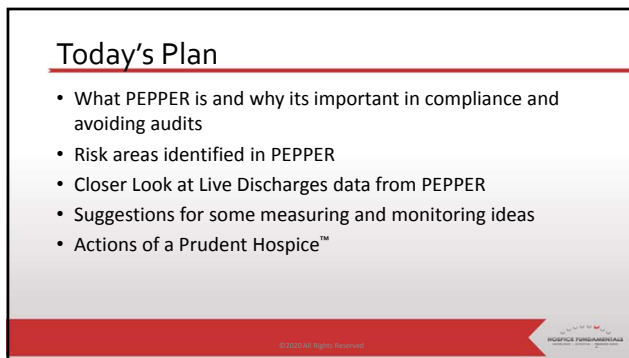 Today's Plan
• What PEPPER is and why its important in compliance and
avoiding audits
• Risk areas identified in PEPPER
• Closer Look at Live Discharges data from PEPPER
• Suggestions for some measuring and monitoring ideas
• Actions of a Prudent Hospice™
©2020 All Rights Reserved
HOSPICE FUNDAMENTALS